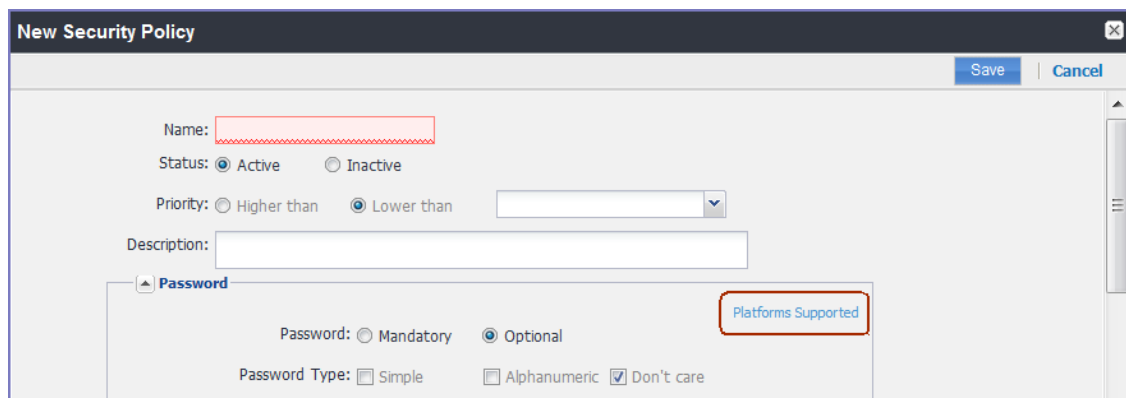 New Security Policy
Save | Cancel
Name:
Status: Active Inactive
Priority: Higher than Lower than
Description:
Password
Platforms Supported
Password: Mandatory Optional
Password Type: Simple Alphanumeric Don't care